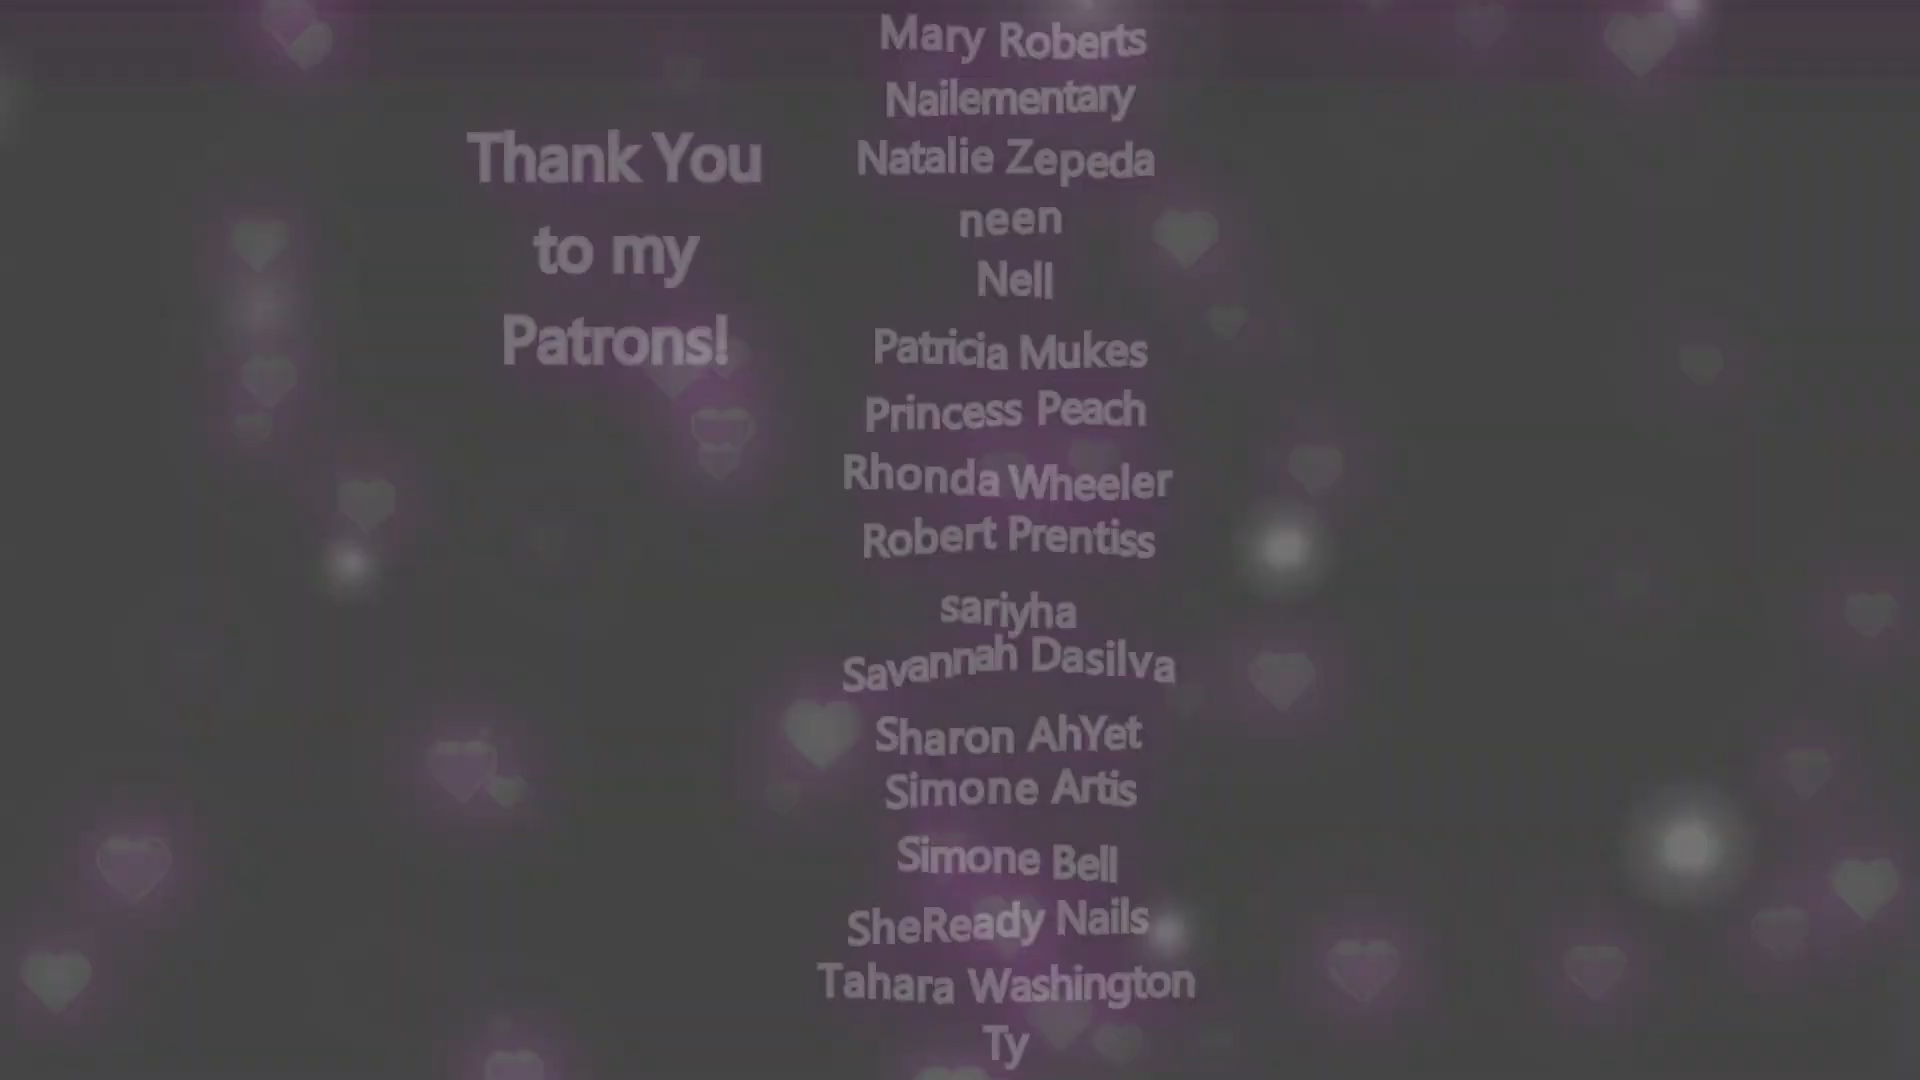 Thank You
to my
Patrons!
Mary Roberts
Nailementary
Natalie Zepeda
neen
Nell
Patricia Mukes
Princess Peach
Rhonda Wheeler
Robert Prentiss
sariyha
Savannah Dasilva
Sharon AhYet
Simone Artis
Simone Bell
SheReady Nails
Tahara Washington
Ty